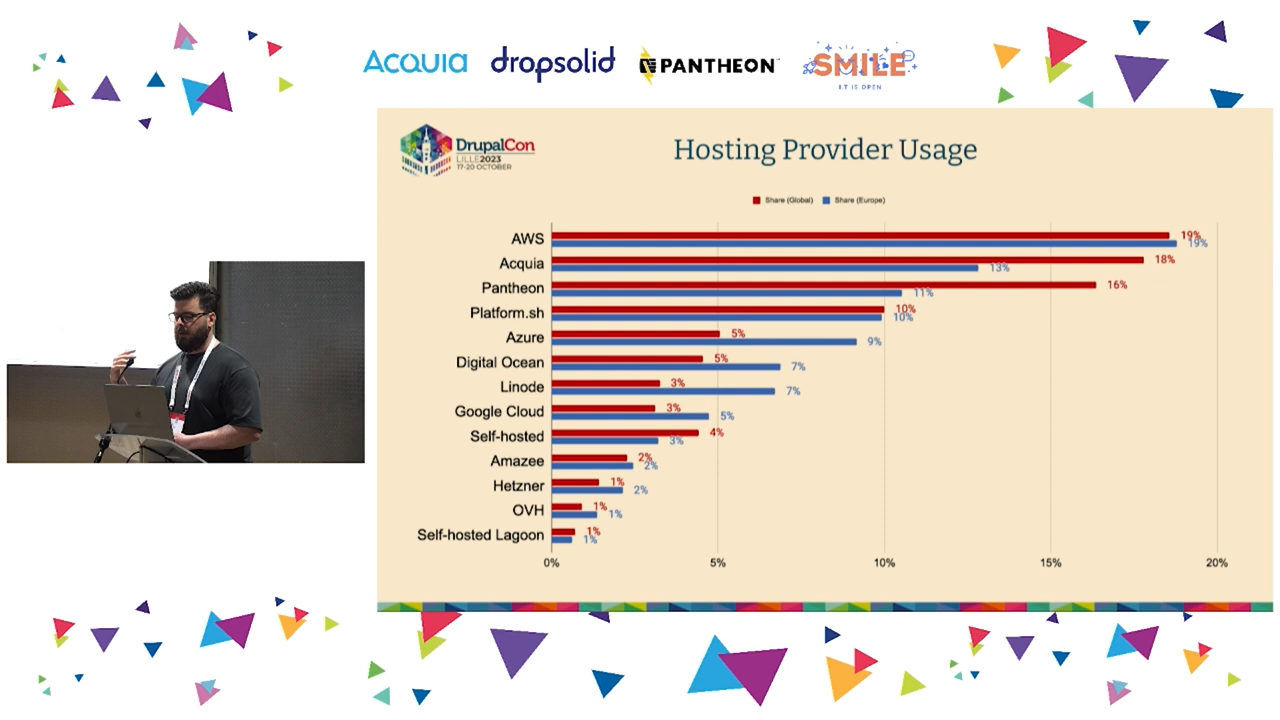 ACQUIA dropsolid PANTHEON SMILE
I.T IS OPEN
DrupalCon
LILLE2023
17-20 OCTOBER
Hosting Provider Usage
Share (Global) Share (Europe)
AWS 19% 19%
Acquia 18% 13%
Pantheon 16% 11%
Platform.sh 10% 10%
Azure 5% 9%
Digital Ocean 5% 7%
Linode 3% 7%
Google Cloud 3% 5%
Self-hosted 4% 3%
Amazee 2% 2%
Hetzner 1% 2%
OVH 1% 1%
Self-hosted Lagoon 1% 1%
0% 5% 10% 15% 20%